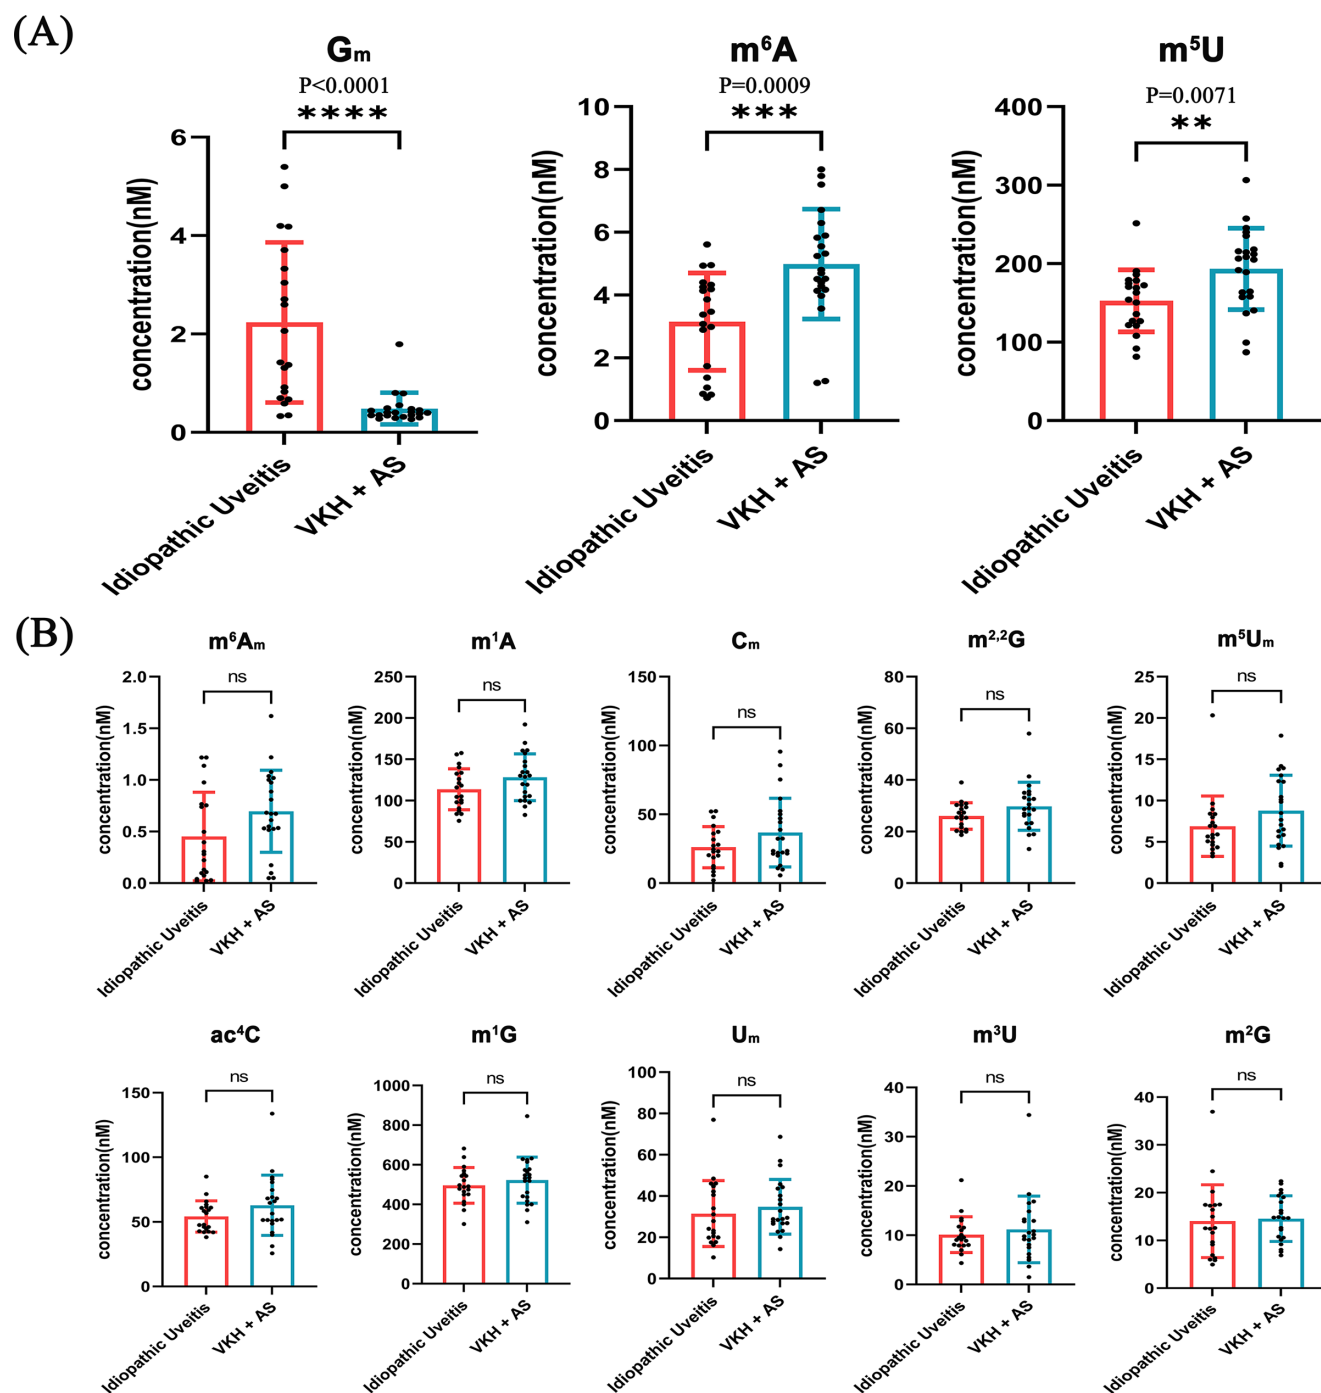 (A)
Gm
P<0.0001
****
6
4
2
0
concentration(nM)
Idiopathic Uveitis
VKH + AS
m⁶A
P=0.0009
***
10
8
6
4
2
0
concentration(nM)
Idiopathic Uveitis
VKH + AS
m⁵U
P=0.0071
**
400
300
200
100
0
concentration(nM)
Idiopathic Uveitis
VKH + AS
(B)
m⁶Am
ns
2.0
1.5
1.0
0.5
0.0
concentration(nM)
Idiopathic Uveitis
VKH + AS
m¹A
ns
250
200
150
100
50
0
concentration(nM)
Idiopathic Uveitis
VKH + AS
Cm
ns
150
100
50
0
concentration(nM)
Idiopathic Uveitis
VKH + AS
m²,²G
ns
80
60
40
20
0
concentration(nM)
Idiopathic Uveitis
VKH + AS
m⁵Um
ns
25
20
15
10
5
0
concentration(nM)
Idiopathic Uveitis
VKH + AS
ac⁴C
ns
150
100
50
0
concentration(nM)
Idiopathic Uveitis
VKH + AS
m¹G
ns
1000
800
600
400
200
0
concentration(nM)
Idiopathic Uveitis
VKH + AS
Um
ns
100
80
60
40
20
0
concentration(nM)
Idiopathic Uveitis
VKH + AS
m³U
ns
40
30
20
10
0
concentration(nM)
Idiopathic Uveitis
VKH + AS
m²G
ns
40
30
20
10
0
concentration(nM)
Idiopathic Uveitis
VKH + AS